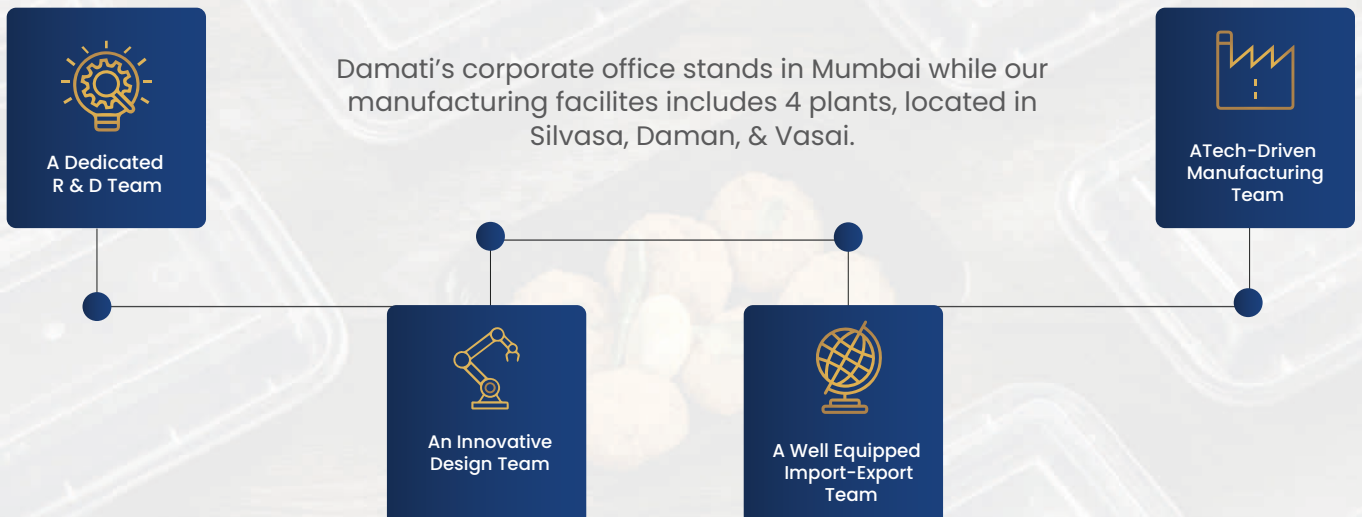 Damati’s corporate office stands in Mumbai while our
manufacturing facilites includes 4 plants, located in
Silvasa, Daman, & Vasai.
A Dedicated
R & D Team
An Innovative
Design Team
A Well Equipped
Import-Export
Team
ATech-Driven
Manufacturing
Team